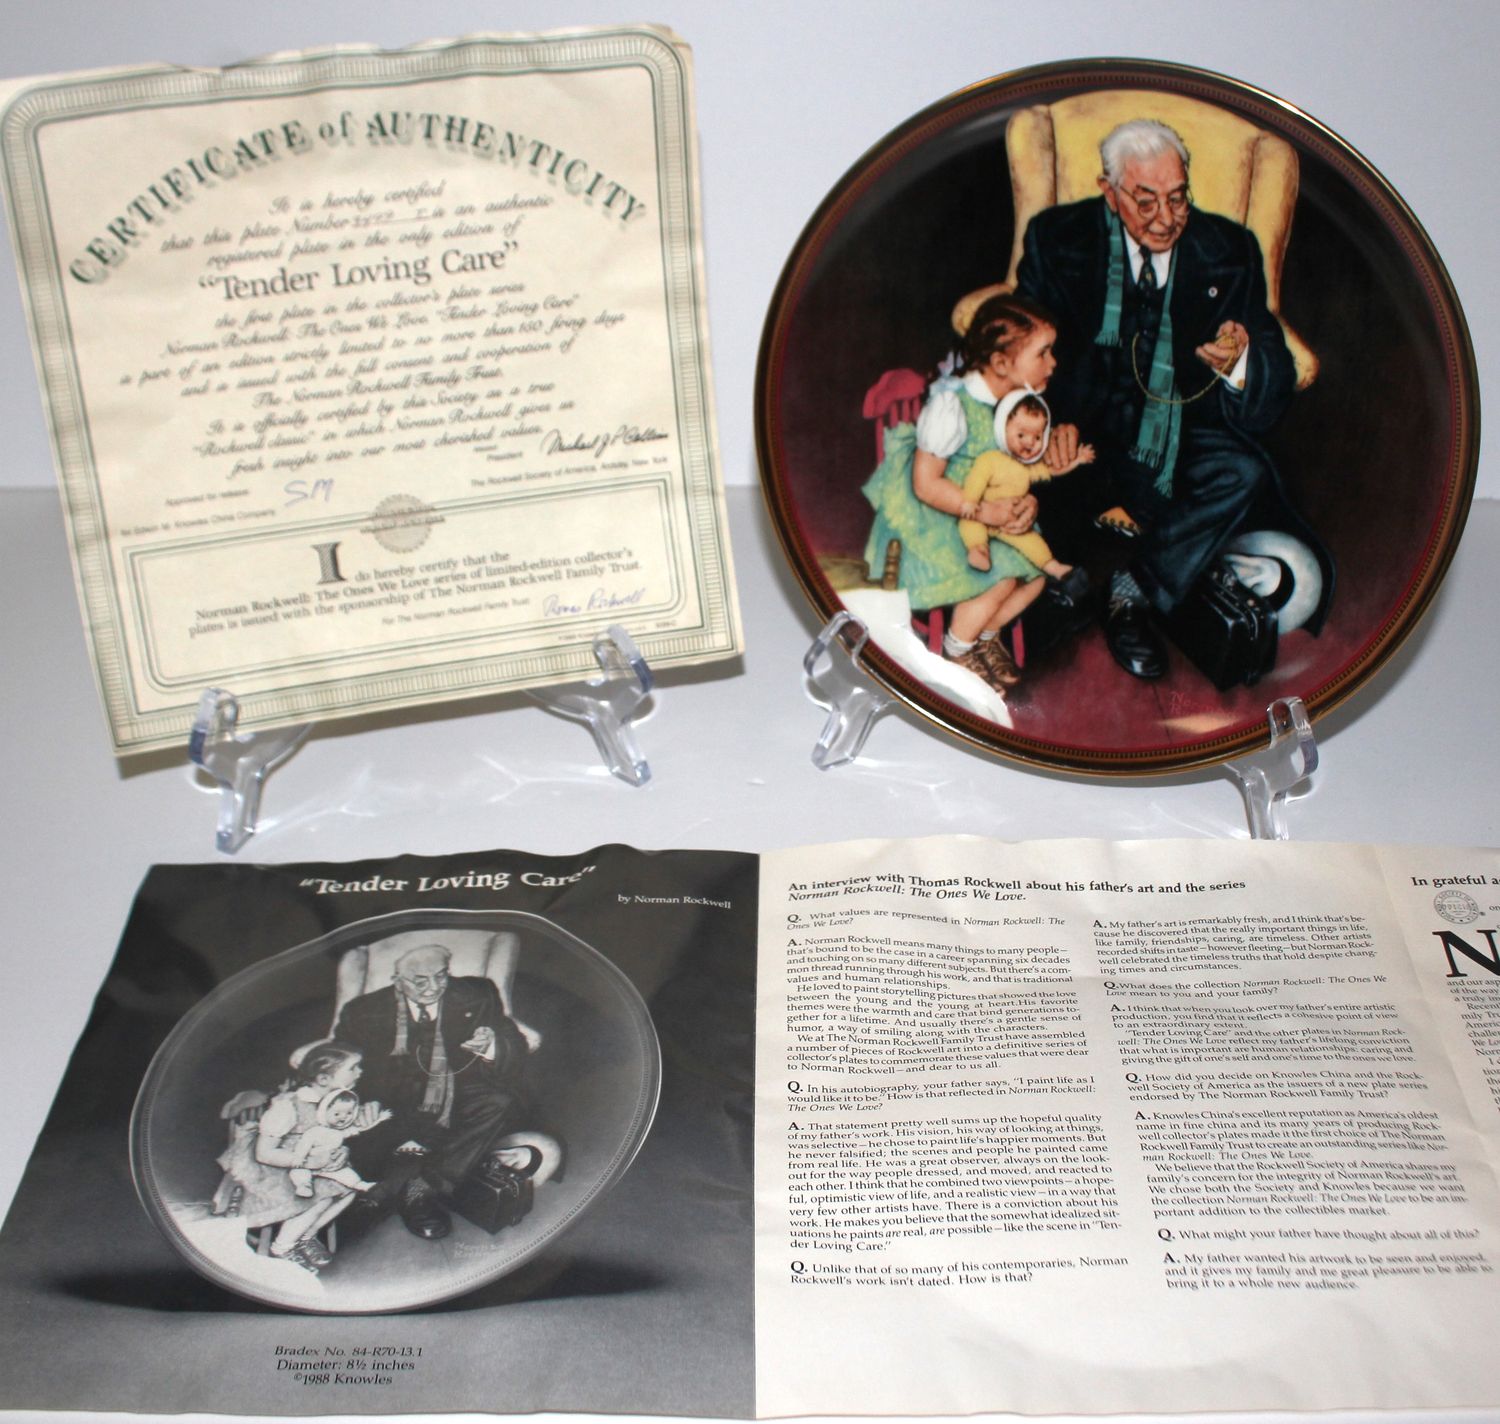 CERTIFICATE of AUTHENTICITY
It is hereby certified
that this plate Number is an authentic
registered plate in the only edition of
"Tender Loving Care"
the first plate in the collector's plate series
Norman Rockwell: The Ones We Love. "Tender Loving Care"
is part of an edition strictly limited to no more than 150 firing days
and is issued with the full consent and cooperation of
The Norman Rockwell Family Trust.
It is officially certified by this Society as a true
"Rockwell classic" in which Norman Rockwell gives us
fresh insight into our most cherished values.
President
The Rockwell Society of America, Ardsley, New York
Approved for release:
SM
for Edwin M. Knowles China Company
I do hereby certify that the
Norman Rockwell: The Ones We Love series of limited-edition collector's
plates is issued with the sponsorship of The Norman Rockwell Family Trust.
For The Norman Rockwell Family Trust
Thomas Rockwell
"Tender Loving Care"
by Norman Rockwell
Bradex No. 84-R70-13.1
Diameter: 8½ inches
©1988 Knowles
An interview with Thomas Rockwell about his father's art and the series
Norman Rockwell: The Ones We Love.
Q. What values are represented in Norman Rockwell: The
Ones We Love?
A. Norman Rockwell means many things to many people—
that's bound to be the case in a career spanning six decades
and touching on so many different subjects. But there's a com-
mon thread running through his work, and that is traditional
values and human relationships.
He loved to paint storytelling pictures that showed the love
between the young and the young at heart. His favorite
themes were the warmth and care that bind generations to-
gether for a lifetime. And usually there's a gentle sense of
humor, a way of smiling along with the characters.
We at The Norman Rockwell Family Trust have assembled
a number of pieces of Rockwell art into a definitive series of
collector's plates to commemorate these values that were dear
to Norman Rockwell—and dear to us all.
Q. In his autobiography, your father says, "I paint life as I
would like it to be." How is that reflected in Norman Rockwell:
The Ones We Love?
A. That statement pretty well sums up the hopeful quality
of my father's work. His vision, his way of looking at things,
was selective—he chose to paint life's happier moments. But
he never falsified; the scenes and people he painted came
from real life. He was a great observer, always on the look-
out for the way people dressed, and moved, and reacted to
each other. I think that he combined two viewpoints—a hope-
ful, optimistic view of life, and a realistic view—in a way that
very few other artists have. There is a conviction about his
work. He makes you believe that the somewhat idealized sit-
uations he paints are real, are possible—like the scene in "Ten-
der Loving Care."
Q. Unlike that of so many of his contemporaries, Norman
Rockwell's work isn't dated. How is that?
A. My father's art is remarkably fresh, and I think that's be-
cause he discovered that the really important things in life,
like family, friendships, caring, are timeless. Other artists
recorded shifts in taste—however fleeting—but Norman Rock-
well celebrated the timeless truths that hold despite chang-
ing times and circumstances.
Q. What does the collection Norman Rockwell: The Ones We
Love mean to you and your family?
A. I think that when you look over my father's entire artistic
production, you find that it reflects a cohesive point of view
to an extraordinary extent.
"Tender Loving Care" and the other plates in Norman Rock-
well: The Ones We Love reflect my father's lifelong conviction
that what is important are human relationships: caring and
giving the gift of one's self and one's time to the ones we love.
Q. How did you decide on Knowles China and the Rock-
well Society of America as the issuers of a new plate series
endorsed by The Norman Rockwell Family Trust?
A. Knowles China's excellent reputation as America's oldest
name in fine china and its many years of producing Rock-
well collector's plates made it the first choice of The Norman
Rockwell Family Trust to create an outstanding series like Nor-
man Rockwell: The Ones We Love.
We believe that the Rockwell Society of America shares my
family's concern for the integrity of Norman Rockwell's art.
We chose both the Society and Knowles because we want
the collection Norman Rockwell: The Ones We Love to be an im-
portant addition to the collectibles market.
Q. What might your father have thought about all of this?
A. My father wanted his artwork to be seen and enjoyed,
and it gives my family and me great pleasure to be able to
bring it to a whole new audience.
In grateful
N